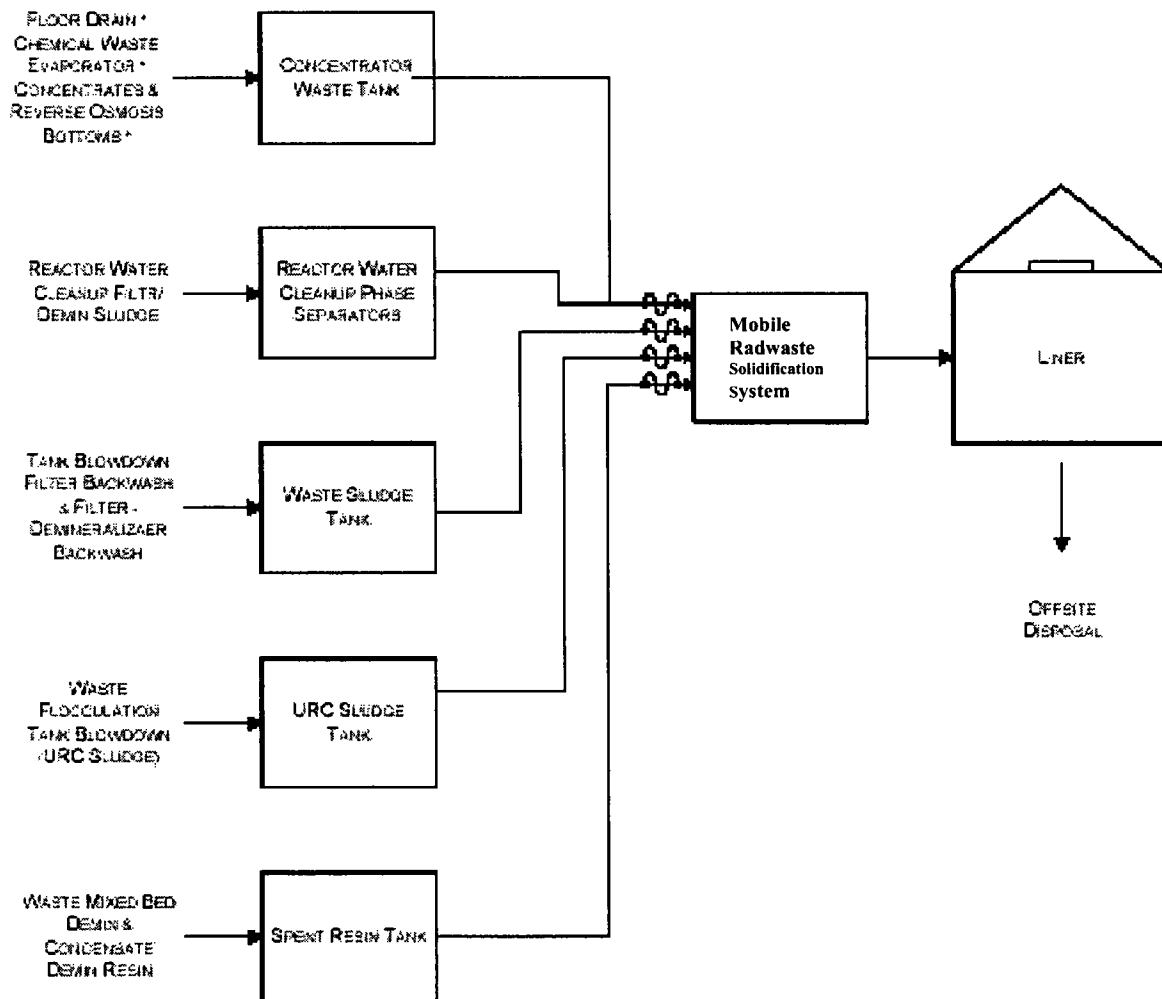 FLOOR DRAIN *
CHEMICAL WASTE
EVAPORATOR *
CONCENTRATES &
REVERSE OSMOSIS
BOTTOMS *
CONCENTRATOR
WASTE TANK
REACTOR WATER
CLEANUP FILTR/
DEMIN SLUDGE
REACTOR WATER
CLEANUP PHASE
SEPARATORS
Mobile
Radwaste
Solidification
System
LINER
TANK BLOWDOWN
FILTER BACKWASH
& FILTER -
DEMINERALIZAER
BACKWASH
WASTE SLUDGE
TANK
OFFSITE
DISPOSAL
WASTE
FLOCCULATION
TANK BLOWDOWN
(URC SLUDGE)
URC SLUDGE
TANK
WASTE MIXED BED
DEMIN &
CONDENSATE
DEMIN RESIN
SPENT RESIN TANK